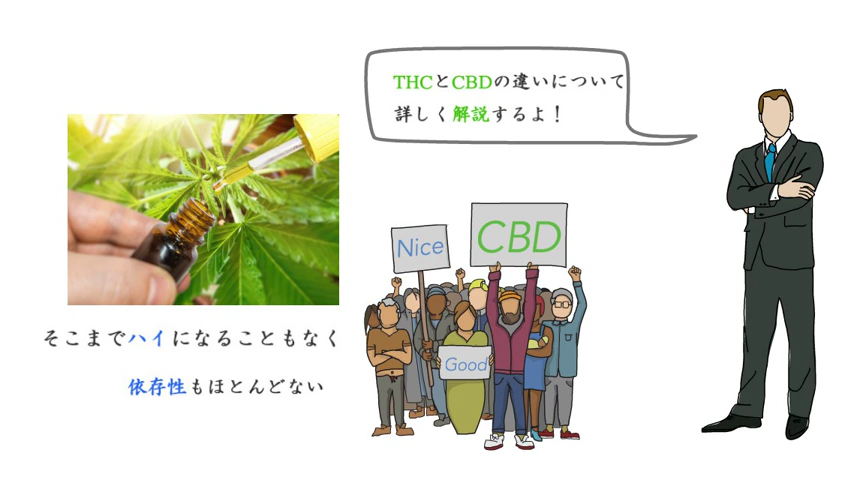 THCとCBDの違いについて
詳しく解説するよ！
Nice
CBD
Good
そこまでハイになることもなく
依存性もほとんどない